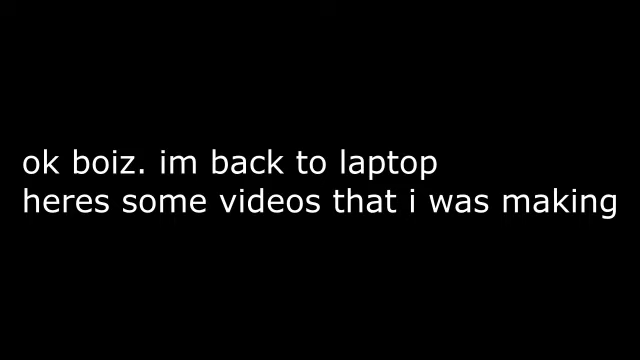 ok boiz. im back to laptop
heres some videos that i was making